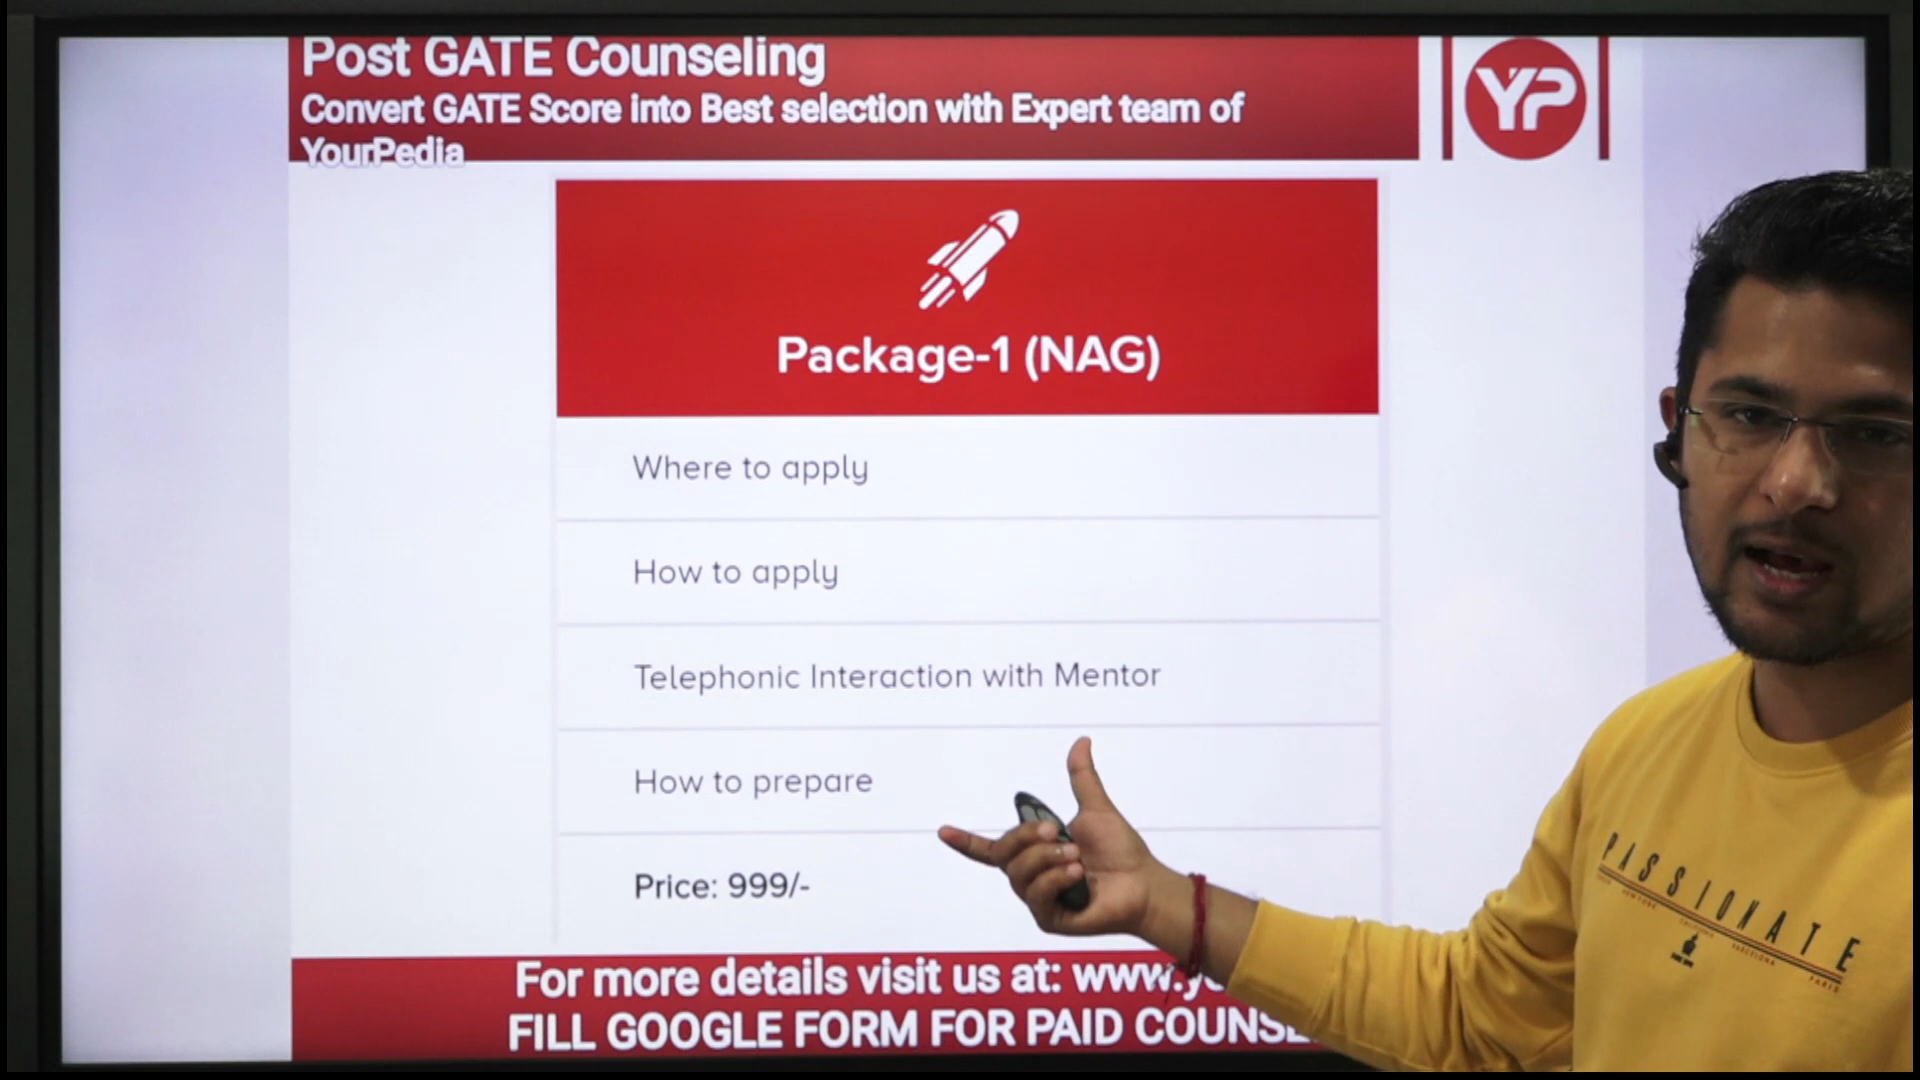 Post GATE Counseling
Convert GATE Score into Best selection with Expert team of
YourPedia
YP
Package-1 (NAG)
Where to apply
How to apply
Telephonic Interaction with Mentor
How to prepare
Price: 999/-
For more details visit us at:
FILL GOOGLE FORM FOR PAID
PASSIONATE